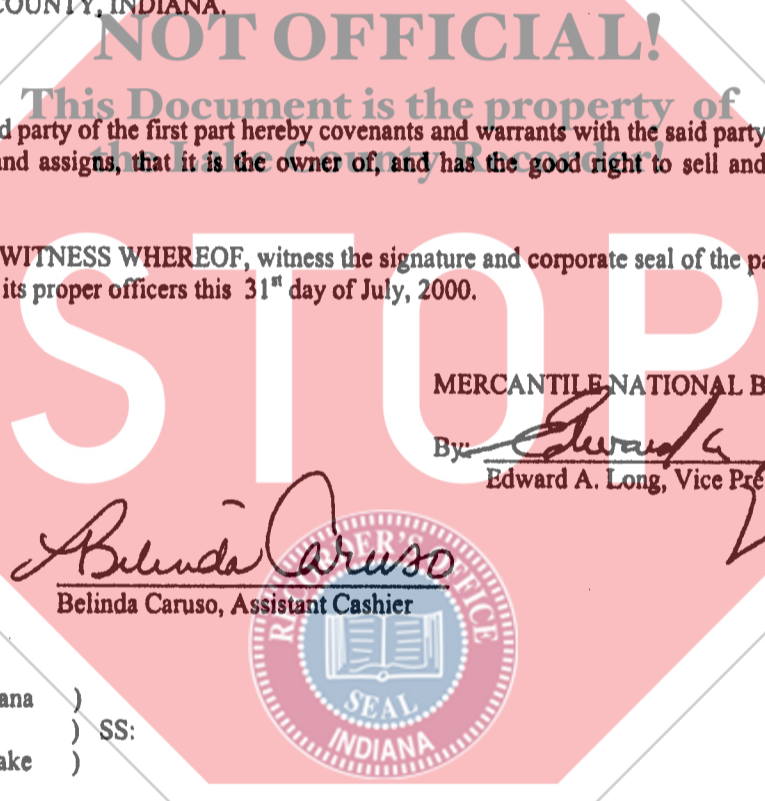 COUNTY, INDIANA.
NOT OFFICIAL!
This Document is the property of
the Lake County Recorder!
d party of the first part hereby covenants and warrants with the said party
and assigns, that it is the owner of, and has the good right to sell and
STOP
WITNESS WHEREOF, witness the signature and corporate seal of the pa
its proper officers this 31st day of July, 2000.
MERCANTILE NATIONAL B
By: Edward A
Edward A. Long, Vice Pre
Belinda Caruso
Belinda Caruso, Assistant Cashier
RECORDER'S OFFICE
SEAL
INDIANA
ana )
) SS:
ake )